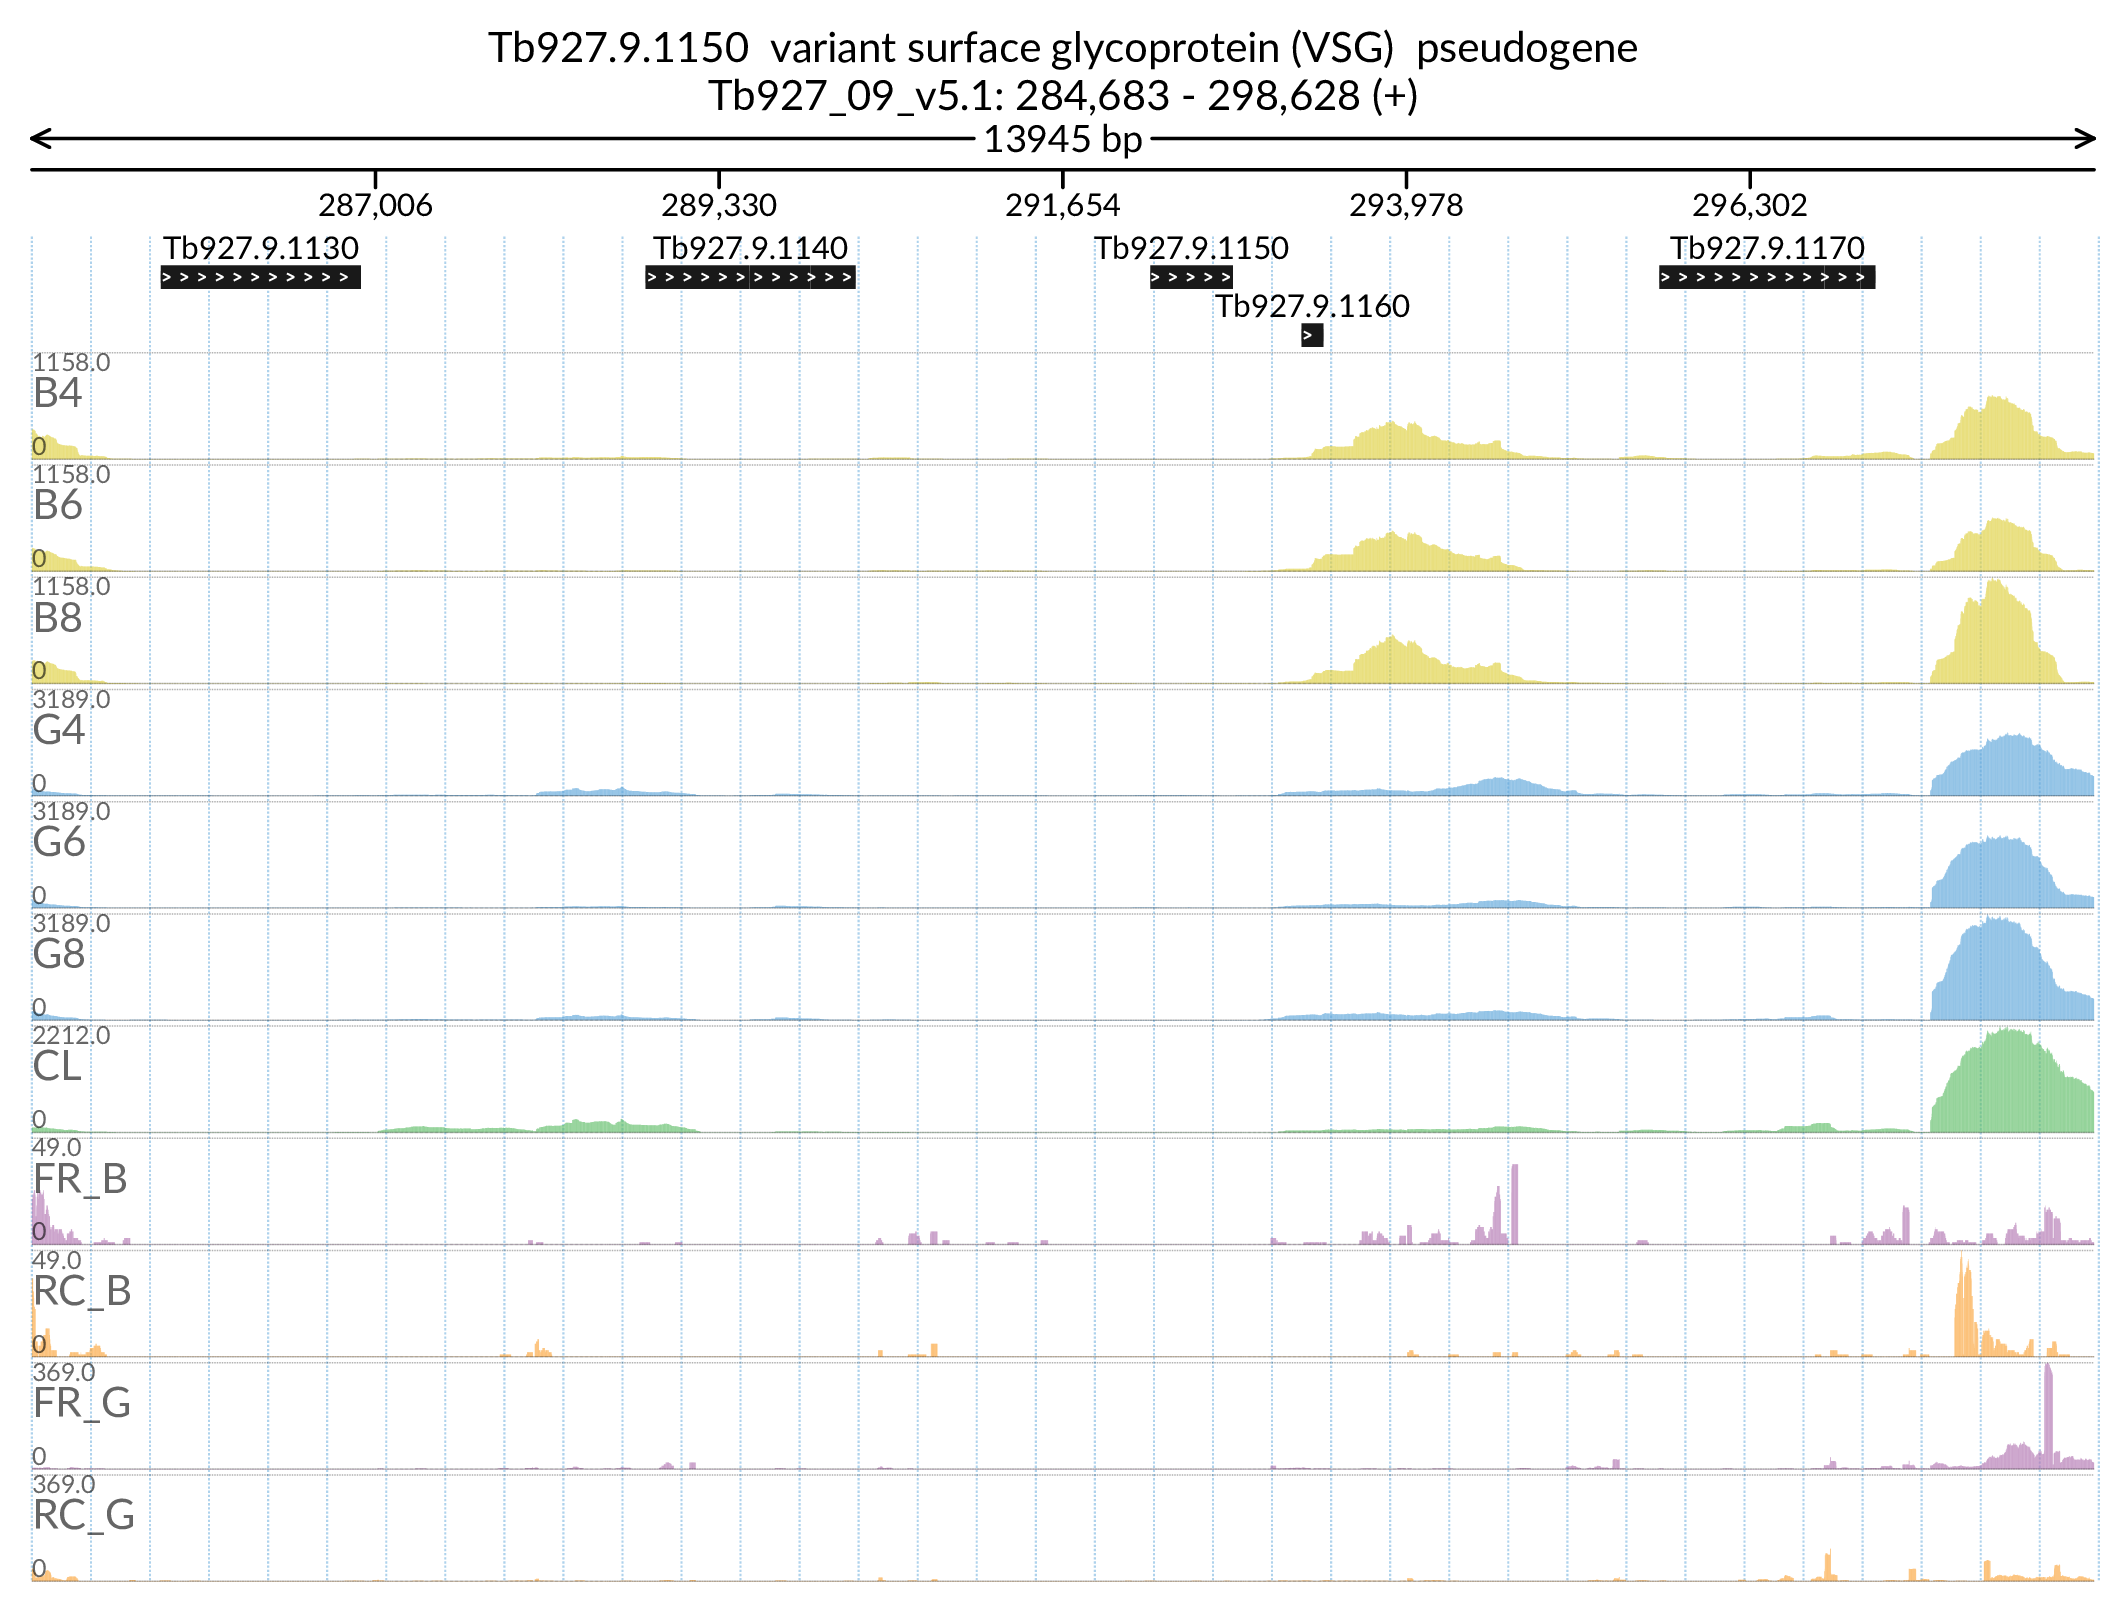 Tb927.9.1150 variant surface glycoprotein (VSG) pseudogene
Tb927_09_v5.1: 284,683 - 298,628 (+)
13945 bp
287,006 289,330 291,654 293,978 296,302
Tb927.9.1130 Tb927.9.1140 Tb927.9.1150 Tb927.9.1170
Tb927.9.1160
1158.0
B4
0
1158.0
B6
0
1158.0
B8
0
3189.0
G4
0
3189.0
G6
0
3189.0
G8
0
2212.0
CL
0
49.0
FR_B
0
49.0
RC_B
0
369.0
FR_G
0
369.0
RC_G
0